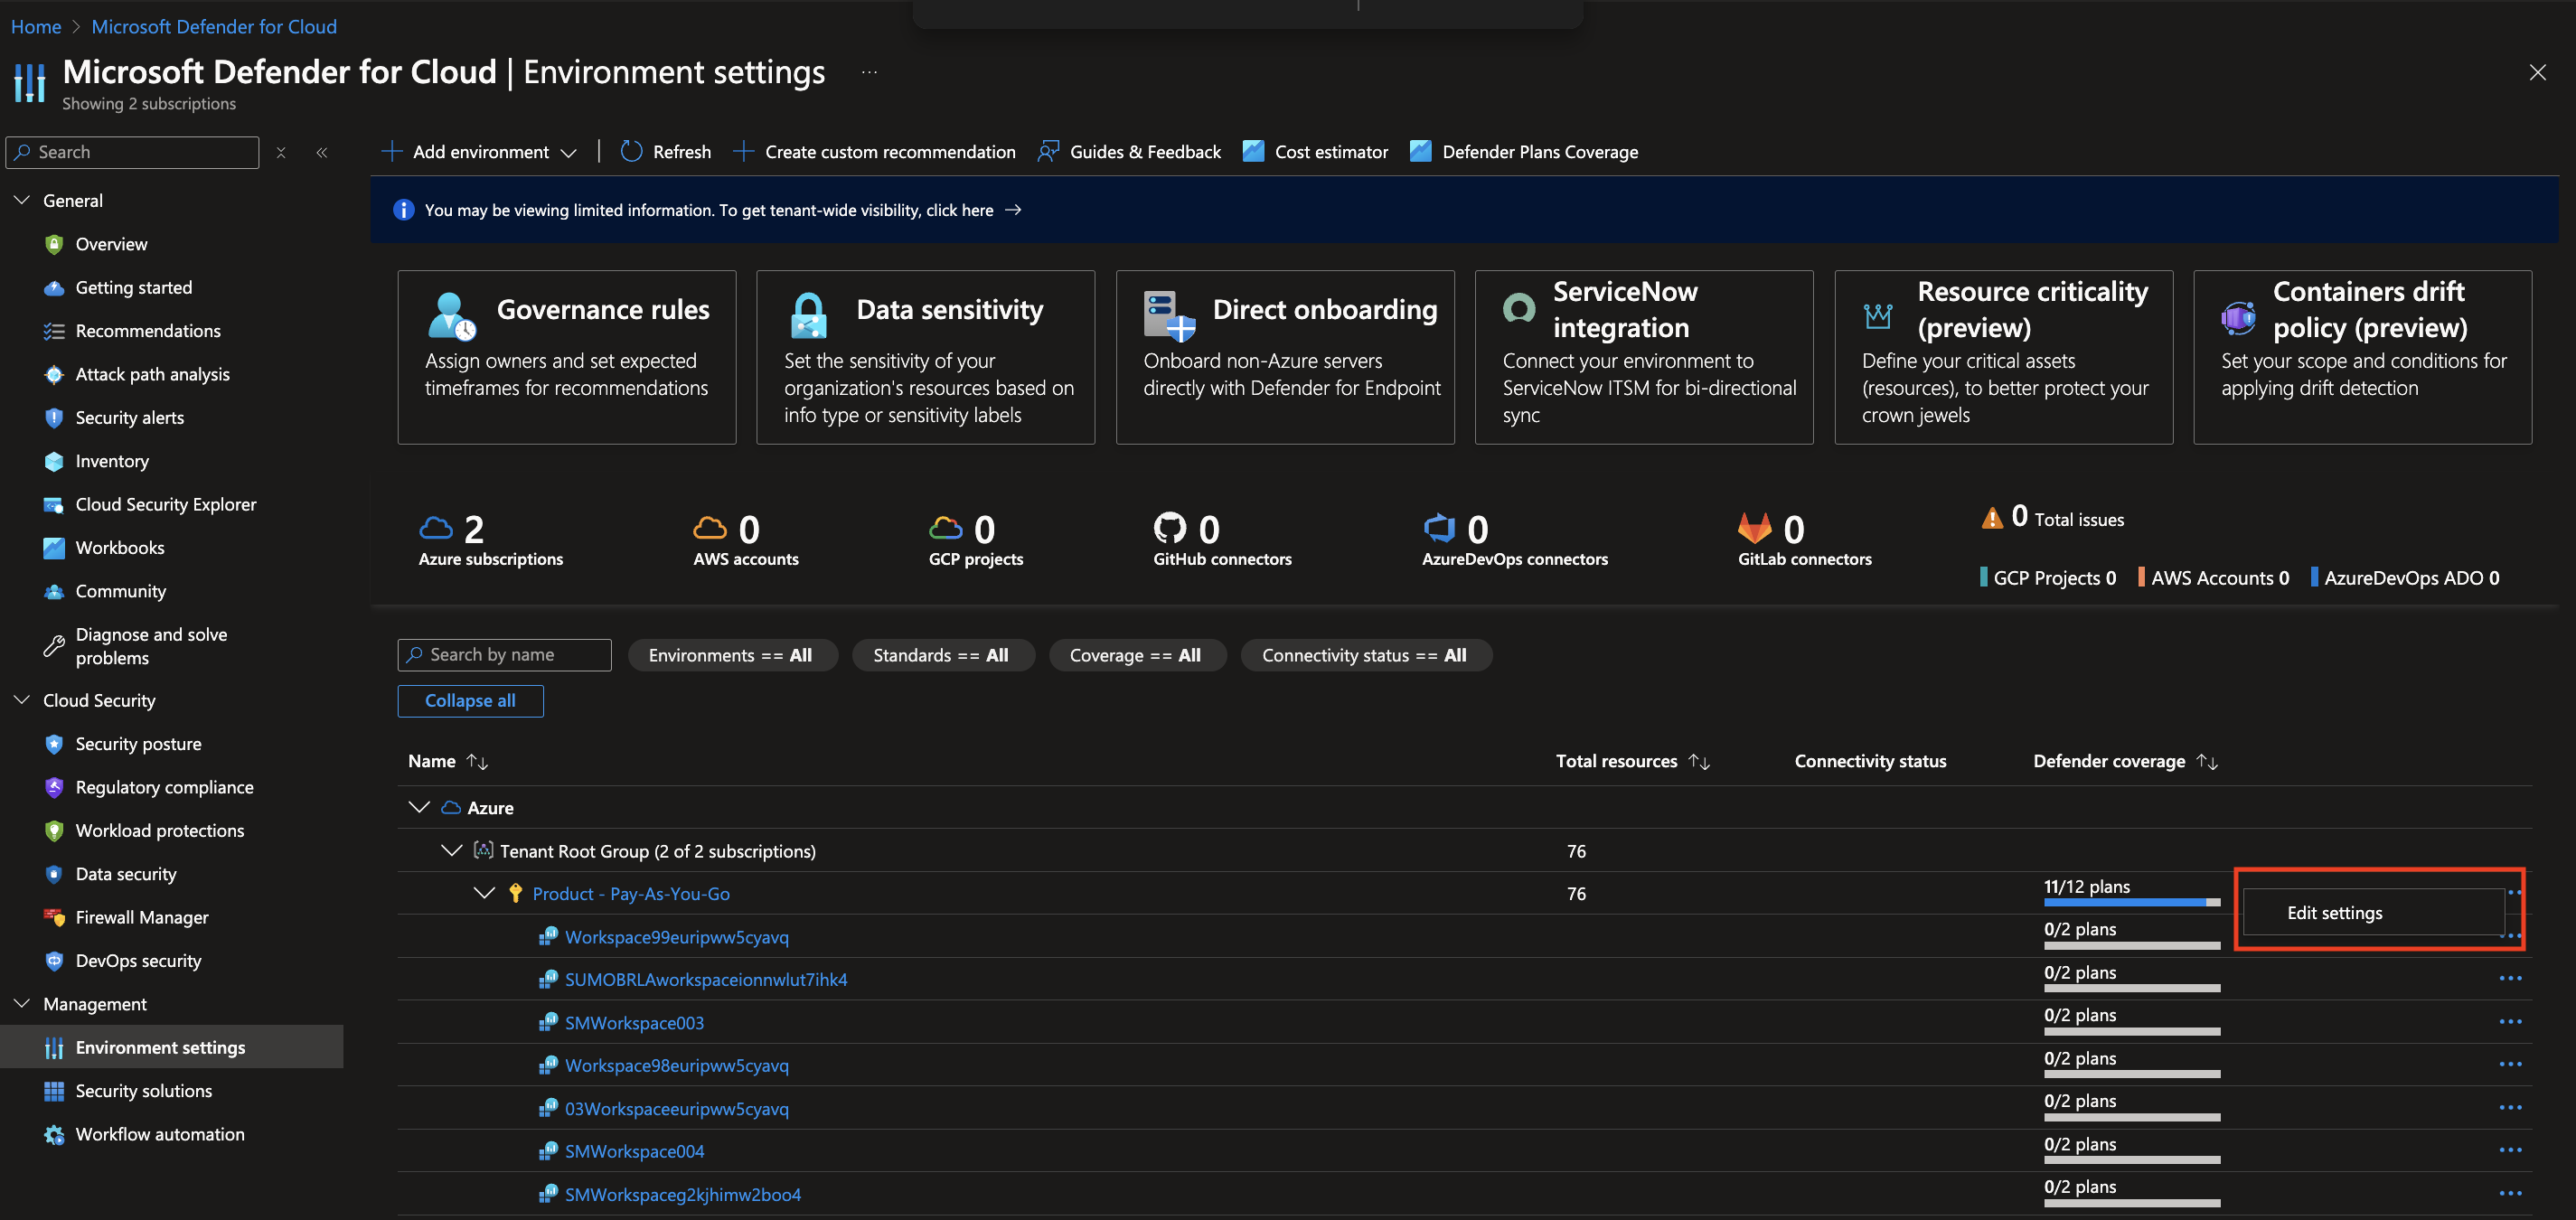 Home > Microsoft Defender for Cloud
Microsoft Defender for Cloud | Environment settings ...
Showing 2 subscriptions
Search
General
Overview
Getting started
Recommendations
Attack path analysis
Security alerts
Inventory
Cloud Security Explorer
Workbooks
Community
Diagnose and solve
problems
Cloud Security
Security posture
Regulatory compliance
Workload protections
Data security
Firewall Manager
DevOps security
Management
Environment settings
Security solutions
Workflow automation
Add environment | Refresh Create custom recommendation Guides & Feedback Cost estimator Defender Plans Coverage
You may be viewing limited information. To get tenant-wide visibility, click here →
Governance rules
Assign owners and set expected
timeframes for recommendations
Data sensitivity
Set the sensitivity of your
organization's resources based on
info type or sensitivity labels
Direct onboarding
Onboard non-Azure servers
directly with Defender for Endpoint
ServiceNow
integration
Connect your environment to
ServiceNow ITSM for bi-directional
sync
Resource criticality
(preview)
Define your critical assets
(resources), to better protect your
crown jewels
Containers drift
policy (preview)
Set your scope and conditions for
applying drift detection
2
Azure subscriptions
0
AWS accounts
0
GCP projects
0
GitHub connectors
0
AzureDevOps connectors
0
GitLab connectors
0 Total issues
GCP Projects 0 AWS Accounts 0 AzureDevOps ADO 0
Search by name Environments == All Standards == All Coverage == All Connectivity status == All
Collapse all
Name Total resources Connectivity status Defender coverage
Azure
Tenant Root Group (2 of 2 subscriptions) 76
Product - Pay-As-You-Go 76 11/12 plans
Edit settings
Workspace99euripww5cyavq 0/2 plans
SUMOBRLAworkspaceionnwlut7ihk4 0/2 plans
SMWorkspace003 0/2 plans
Workspace98euripww5cyavq 0/2 plans
03Workspaceeuripww5cyavq 0/2 plans
SMWorkspace004 0/2 plans
SMWorkspaceg2kjhimw2boo4 0/2 plans